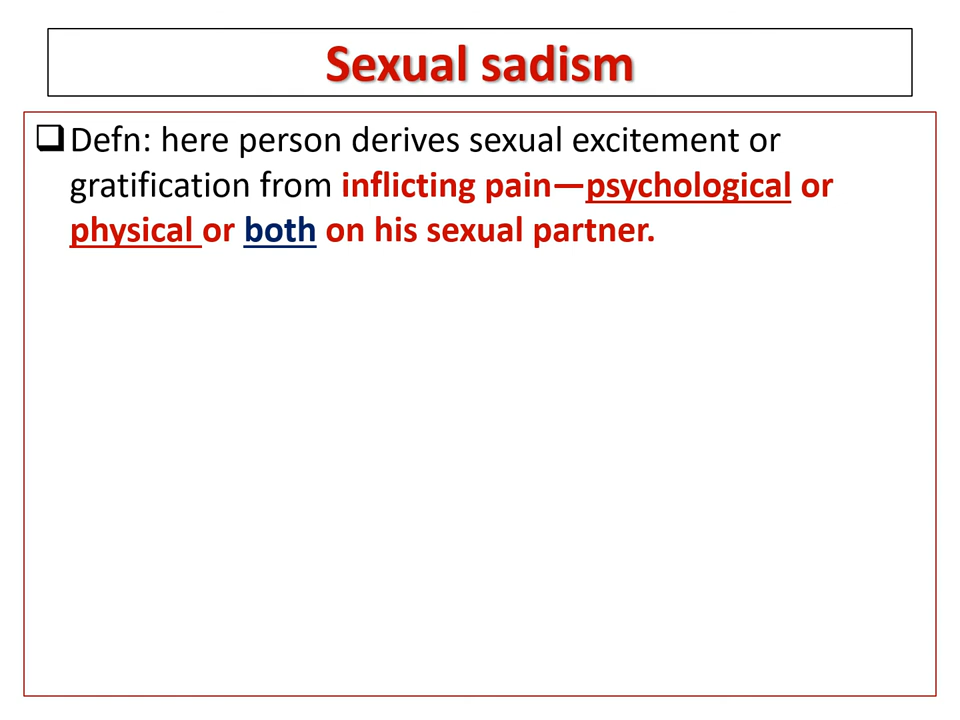 Sexual sadism
Defn: here person derives sexual excitement or
gratification from inflicting pain—psychological or
physical or both on his sexual partner.